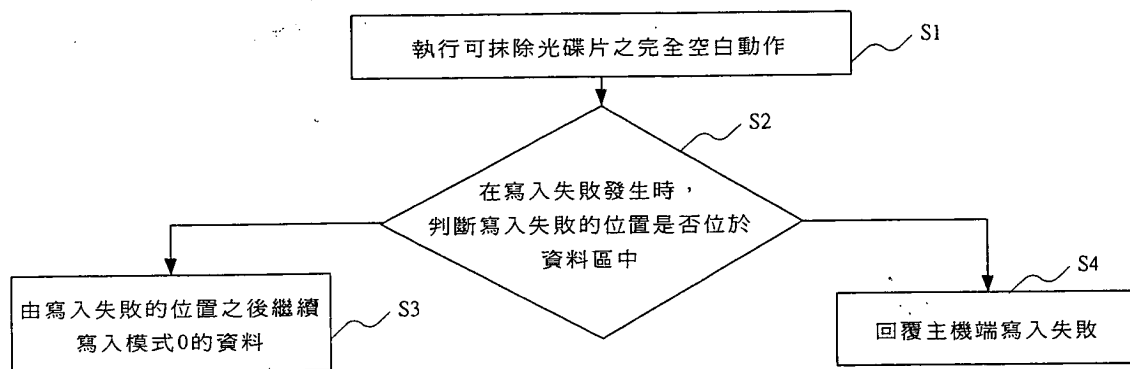 執行可抹除光碟片之完全空白動作
S1
S2
在寫入失敗發生時，
判斷寫入失敗的位置是否位於
資料區中
由寫入失敗的位置之後繼續
寫入模式0的資料
S3
S4
回覆主機端寫入失敗